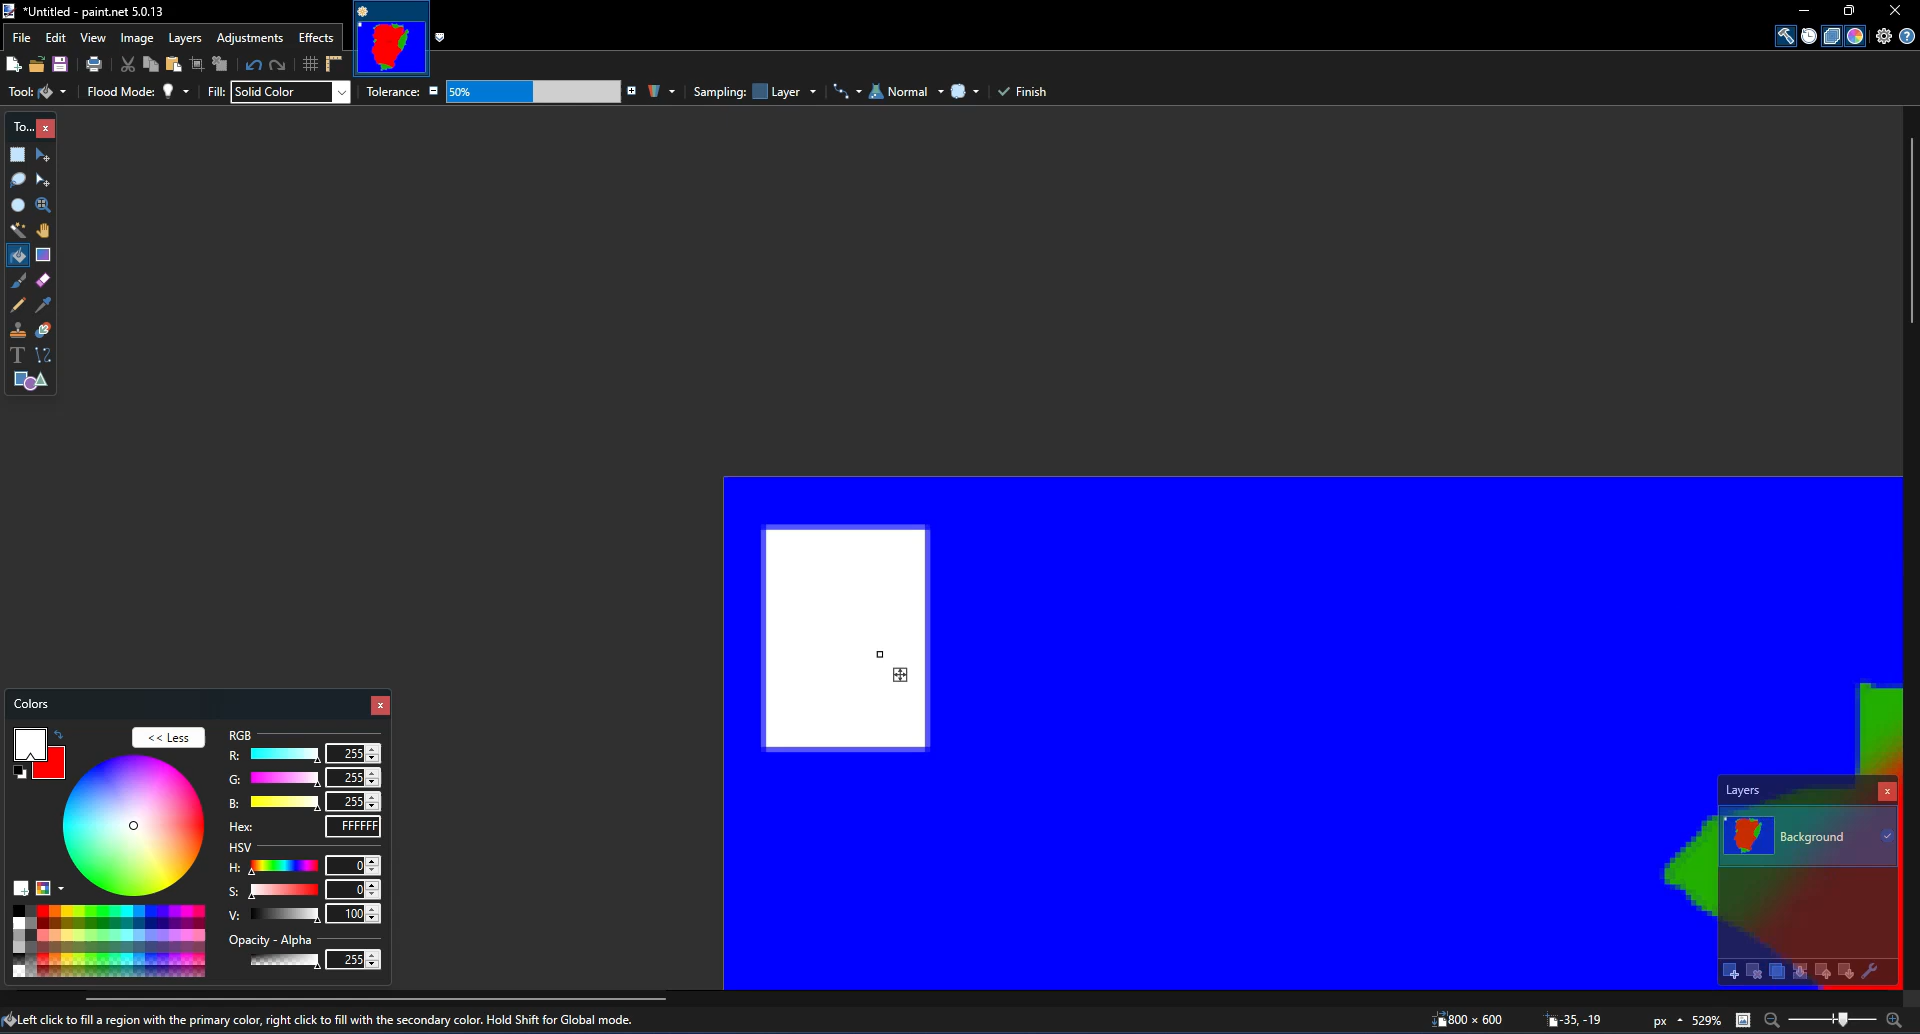 *Untitled - paint.net 5.0.13
File Edit View Image Layers Adjustments Effects
Tool: Flood Mode: Fill: Solid Color Tolerance: 50% Sampling: Layer Normal Finish
To...
Colors
<< Less
RGB
R: 255
G: 255
B: 255
Hex: FFFFFF
HSV
H: 0
S: 0
V: 100
Opacity - Alpha
255
Layers
Background
Left click to fill a region with the primary color, right click to fill with the secondary color. Hold Shift for Global mode.
800 × 600 -35, -19 px 529%